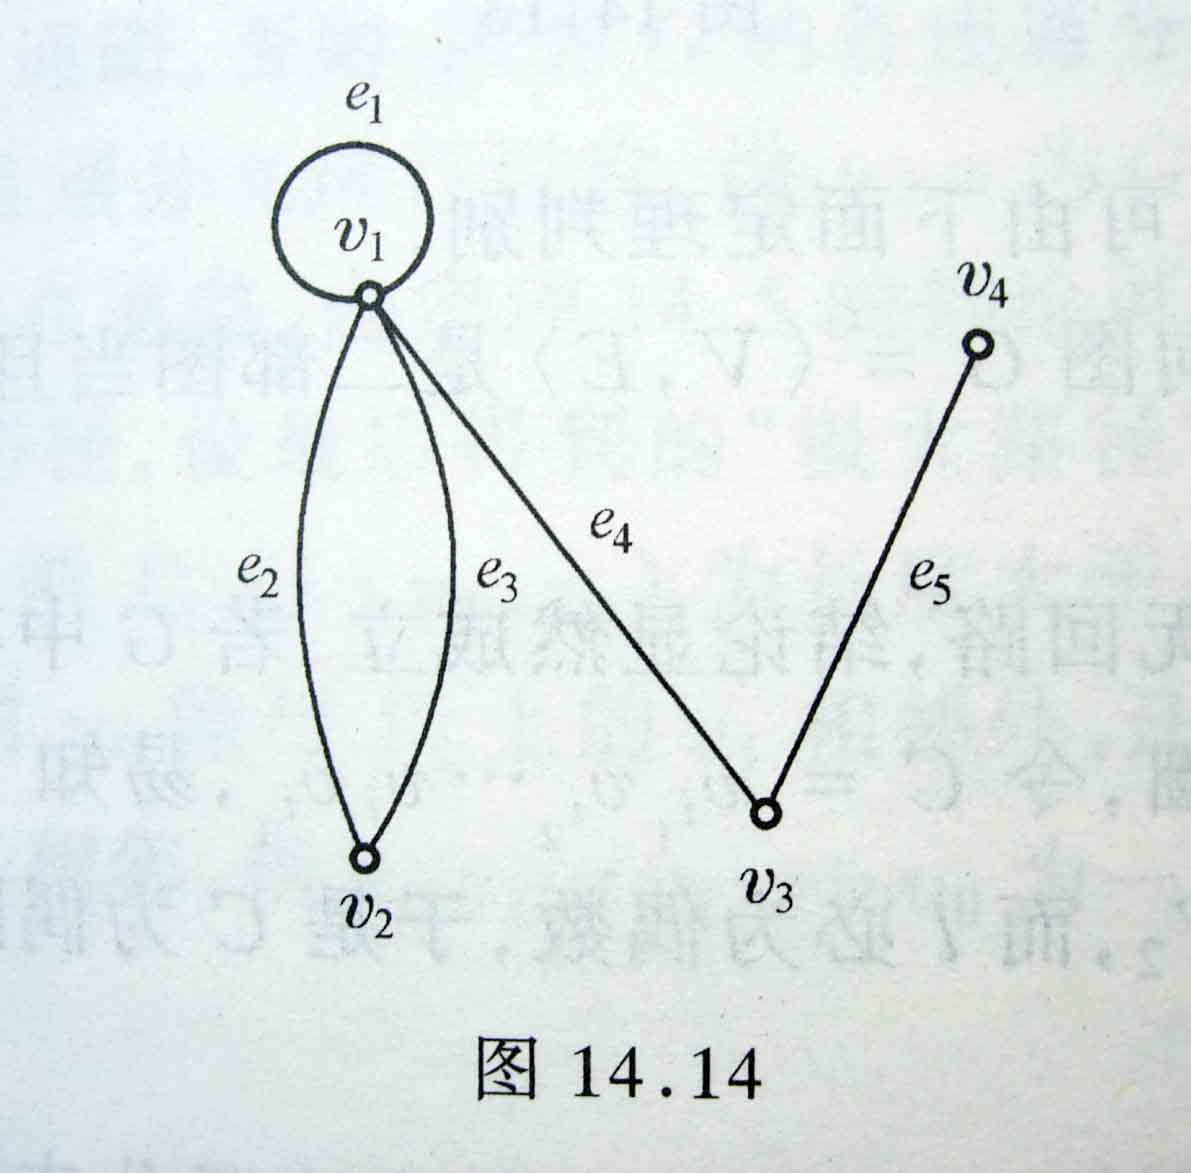 e₁
v₁
v₄
e₄
e₂
e₃
e₅
v₃
v₂
图 14.14